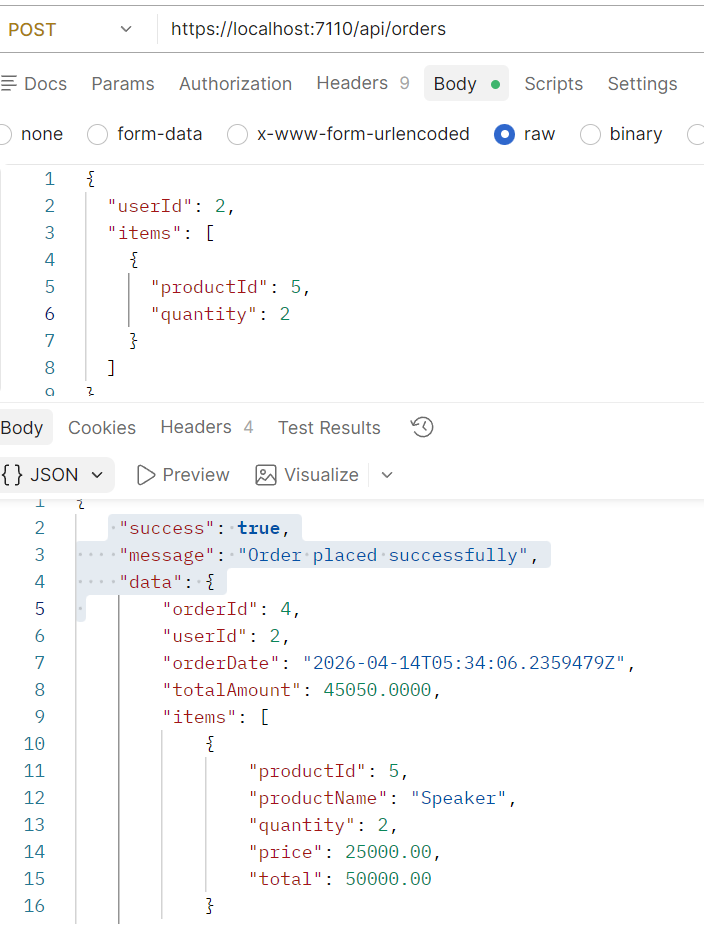 POST https://localhost:7110/api/orders
Docs Params Authorization Headers 9 Body Scripts Settings
none form-data x-www-form-urlencoded raw binary
1 {
2 "userId": 2,
3 "items": [
4 {
5 "productId": 5,
6 "quantity": 2
7 }
8 ]
9 }
Body Cookies Headers 4 Test Results
{} JSON Preview Visualize
1 {
2 "success": true,
3 "message": "Order placed successfully",
4 "data": {
5 "orderId": 4,
6 "userId": 2,
7 "orderDate": "2026-04-14T05:34:06.2359479Z",
8 "totalAmount": 45050.0000,
9 "items": [
10 {
11 "productId": 5,
12 "productName": "Speaker",
13 "quantity": 2,
14 "price": 25000.00,
15 "total": 50000.00
16 }